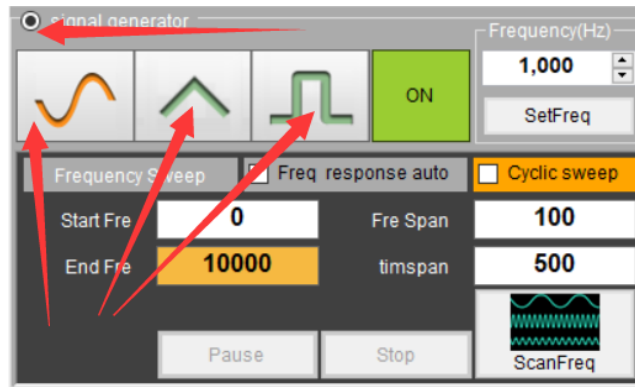 signal generator
Frequency(Hz)
1,000
ON
SetFreq
Frequency Sweep
Freq response auto
Cyclic sweep
Start Fre
0
Fre Span
100
End Fre
10000
timspan
500
Pause
Stop
ScanFreq